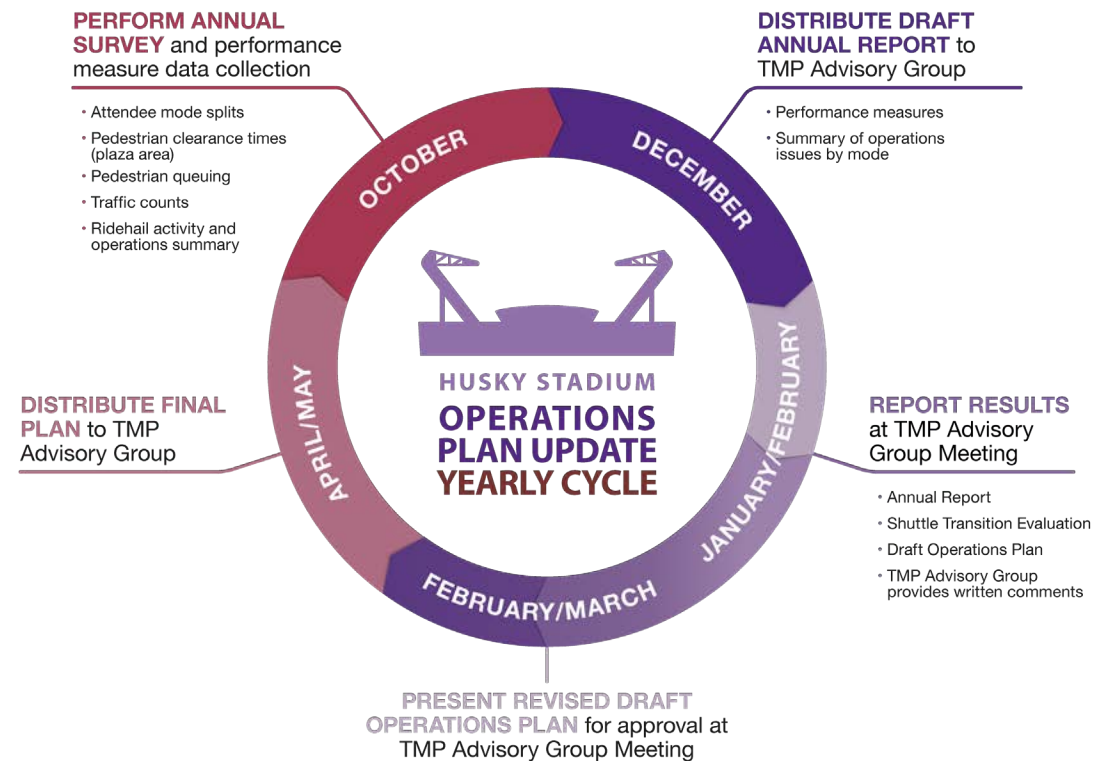 PERFORM ANNUAL
SURVEY and performance
measure data collection
• Attendee mode splits
• Pedestrian clearance times
(plaza area)
• Pedestrian queuing
• Traffic counts
• Ridehail activity and
operations summary
DISTRIBUTE DRAFT
ANNUAL REPORT to
TMP Advisory Group
• Performance measures
• Summary of operations
issues by mode
OCTOBER
DECEMBER
JANUARY/FEBRUARY
FEBRUARY/MARCH
APRIL/MAY
HUSKY STADIUM
OPERATIONS
PLAN UPDATE
YEARLY CYCLE
DISTRIBUTE FINAL
PLAN to TMP
Advisory Group
REPORT RESULTS
at TMP Advisory
Group Meeting
• Annual Report
• Shuttle Transition Evaluation
• Draft Operations Plan
• TMP Advisory Group
provides written comments
PRESENT REVISED DRAFT
OPERATIONS PLAN for approval at
TMP Advisory Group Meeting